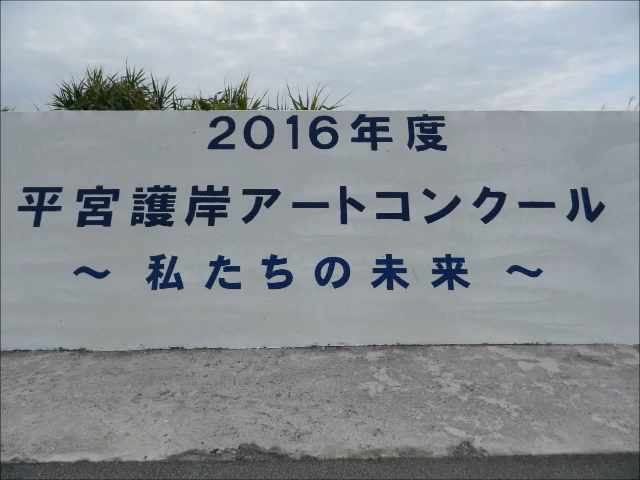 2016年度
平宮護岸アートコンクール
～ 私たちの未来 ～